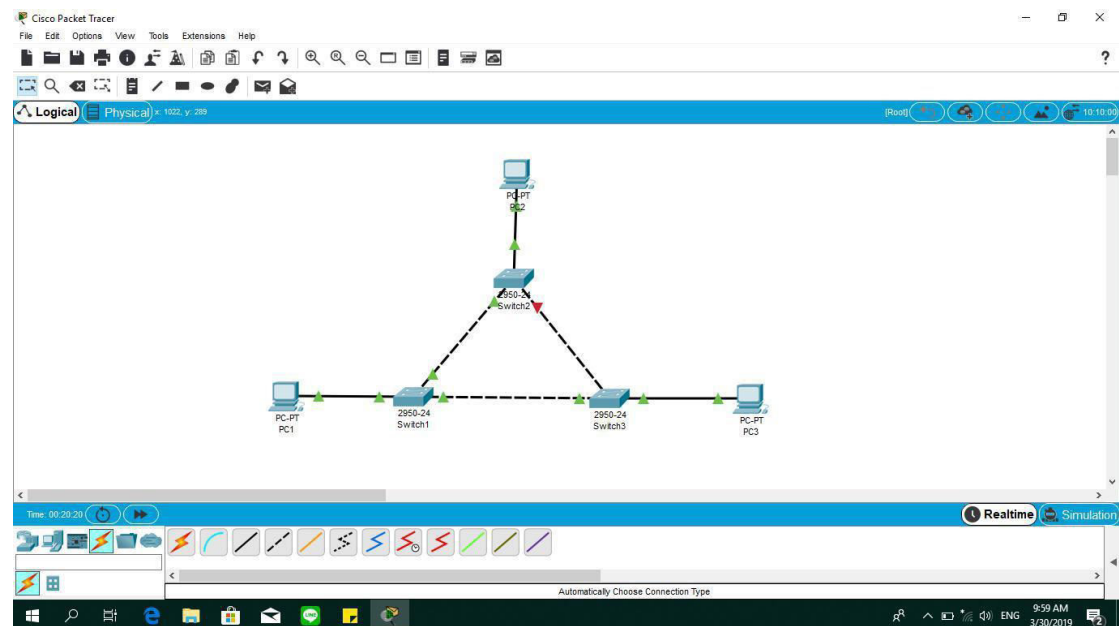 Cisco Packet Tracer
File Edit Options View Tools Extensions Help
?
Logical Physical x: 1022, y: 289 [Root] 10:10:00
PC-PT
PC2
2950-24
Switch2
PC-PT
PC1
2950-24
Switch1
2950-24
Switch3
PC-PT
PC3
Time: 00:20:20 Realtime Simulation
Automatically Choose Connection Type
ENG 9:59 AM
3/30/2019